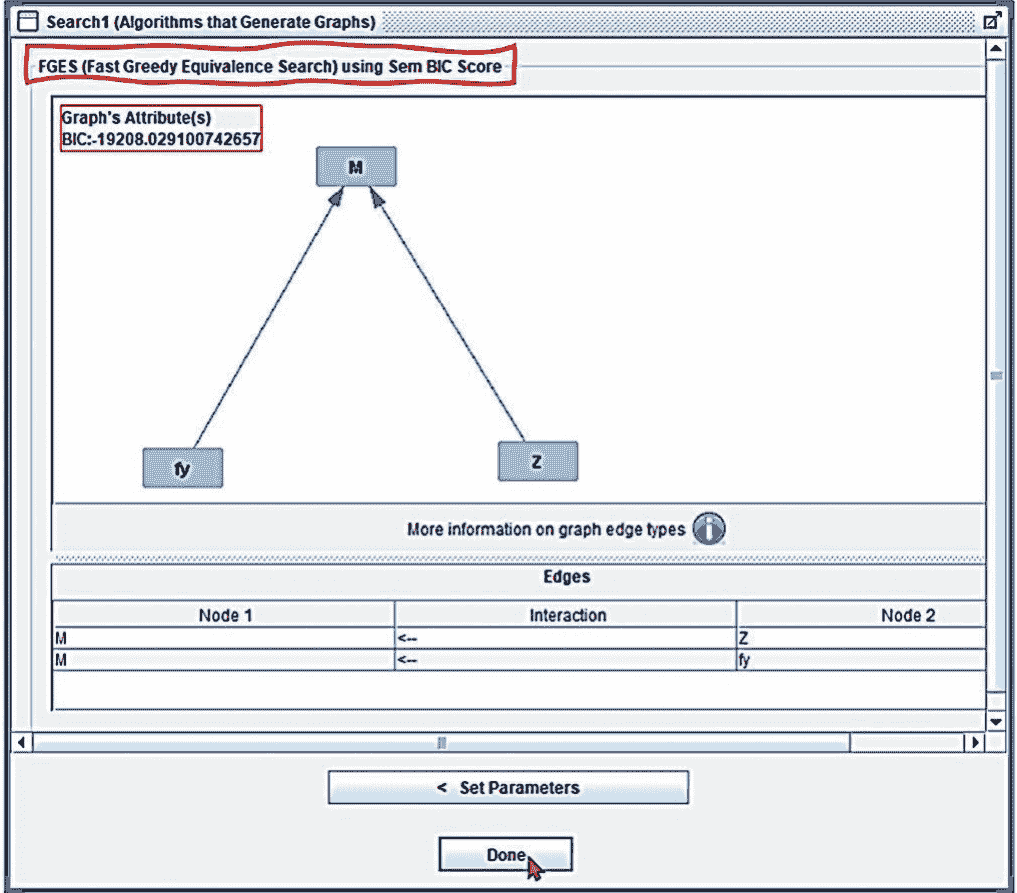 Search1 (Algorithms that Generate Graphs)
FGES (Fast Greedy Equivalence Search) using Sem BIC Score
Graph's Attribute(s)
BIC:-19208.029100742657
M
fy
Z
More information on graph edge types
Edges
Node 1 Interaction Node 2
M <-- Z
M <-- fy
< Set Parameters
Done